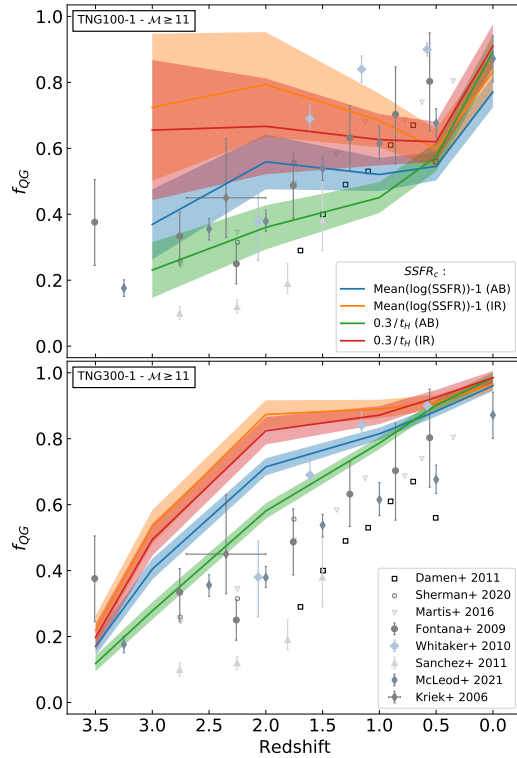 TNG100-1 - M ≥ 11
1.0
0.8
0.6
0.4
0.2
0.0
f_QG
SSFR_c :
Mean(log(SSFR))-1 (AB)
Mean(log(SSFR))-1 (IR)
0.3 / t_H (AB)
0.3 / t_H (IR)
TNG300-1 - M ≥ 11
1.0
0.8
0.6
0.4
0.2
0.0
f_QG
Damen+ 2011
Sherman+ 2020
Martis+ 2016
Fontana+ 2009
Whitaker+ 2010
Sanchez+ 2011
McLeod+ 2021
Kriek+ 2006
3.5 3.0 2.5 2.0 1.5 1.0 0.5 0.0
Redshift